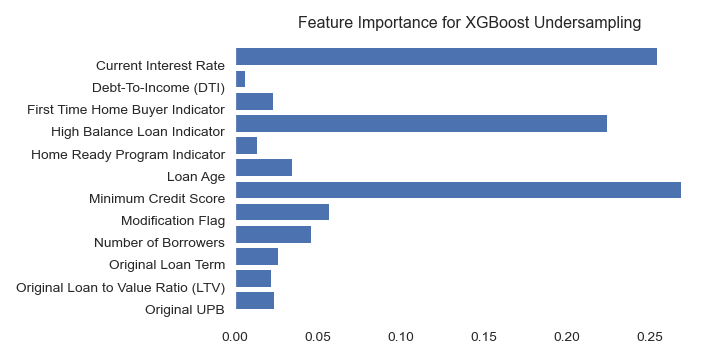 Feature Importance for XGBoost Undersampling
Current Interest Rate
Debt-To-Income (DTI)
First Time Home Buyer Indicator
High Balance Loan Indicator
Home Ready Program Indicator
Loan Age
Minimum Credit Score
Modification Flag
Number of Borrowers
Original Loan Term
Original Loan to Value Ratio (LTV)
Original UPB
0.00 0.05 0.10 0.15 0.20 0.25